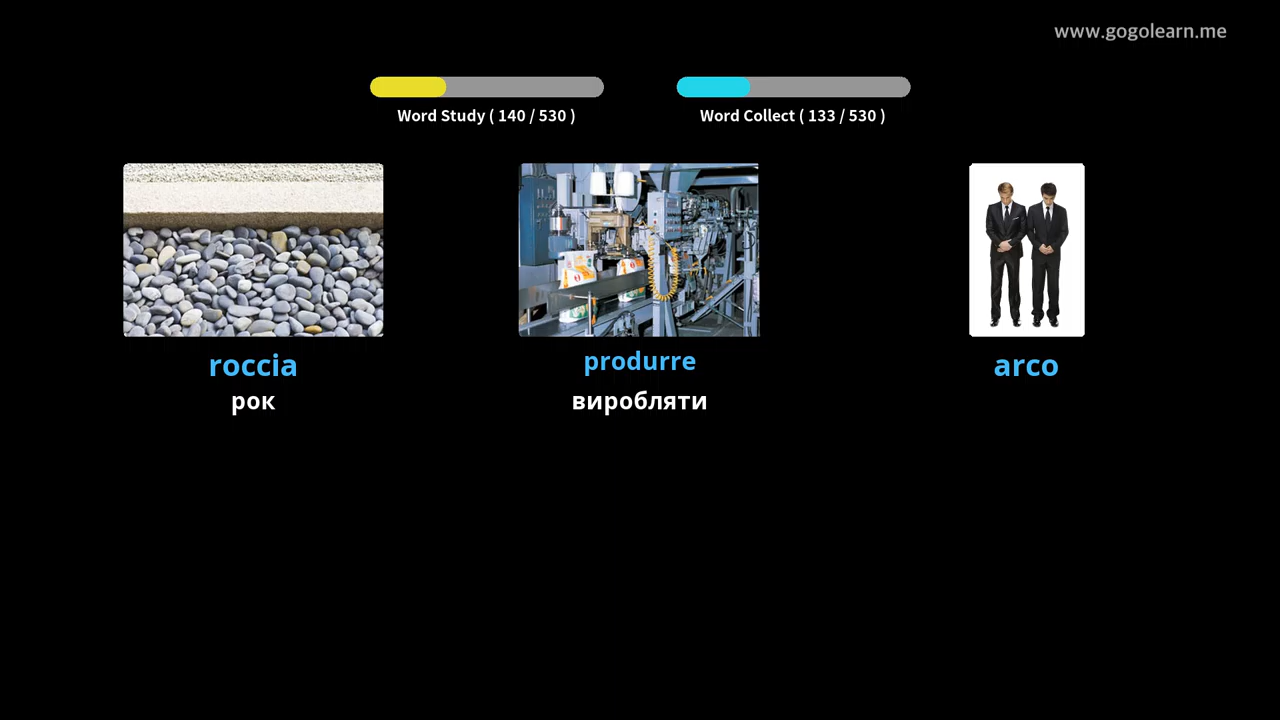 www.gogolearn.me
Word Study ( 140 / 530 )
Word Collect ( 133 / 530 )
roccia
рок
produrre
виробляти
arco